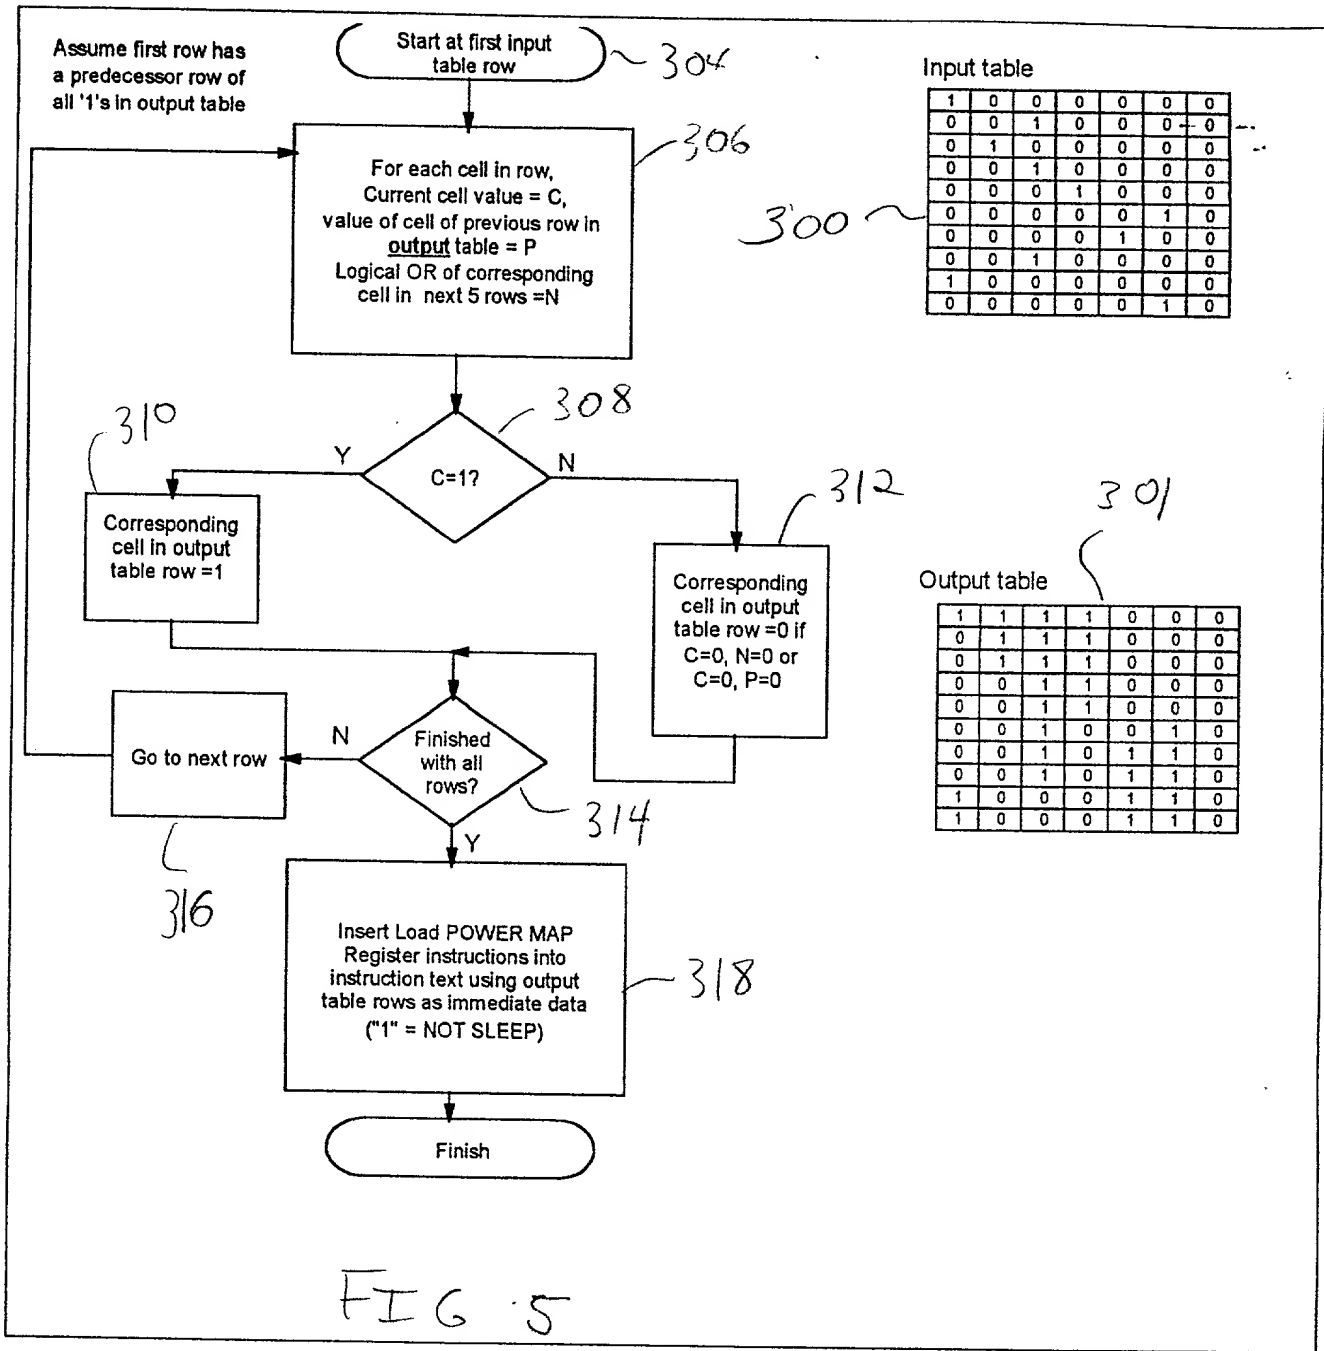 Assume first row has
a predecessor row of
all '1's in output table
Start at first input
table row
304
For each cell in row,
Current cell value = C,
value of cell of previous row in
output table = P
Logical OR of corresponding
cell in next 5 rows =N
306
C=1?
308
Y
N
310
Corresponding
cell in output
table row =1
312
Corresponding
cell in output
table row =0 if
C=0, N=0 or
C=0, P=0
Finished
with all
rows?
314
N
Y
Go to next row
316
Insert Load POWER MAP
Register instructions into
instruction text using output
table rows as immediate data
("1" = NOT SLEEP)
318
Finish
Input table
300
1 0 0 0 0 0 0
0 0 1 0 0 0 0
0 1 0 0 0 0 0
0 0 1 0 0 0 0
0 0 0 1 0 0 0
0 0 0 0 0 1 0
0 0 0 0 1 0 0
0 0 1 0 0 0 0
1 0 0 0 0 0 0
0 0 0 0 0 1 0
301
Output table
1 1 1 1 0 0 0
0 1 1 1 0 0 0
0 1 1 1 0 0 0
0 0 1 1 0 0 0
0 0 1 1 0 0 0
0 0 1 0 0 1 0
0 0 1 0 1 1 0
0 0 1 0 1 1 0
1 0 0 0 1 1 0
1 0 0 0 1 1 0
FIG 5